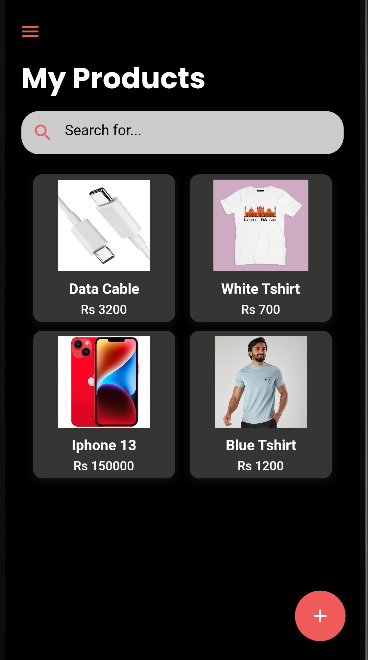 My Products
Search for...
Data Cable
Rs 3200
White Tshirt
Rs 700
Iphone 13
Rs 150000
Blue Tshirt
Rs 1200